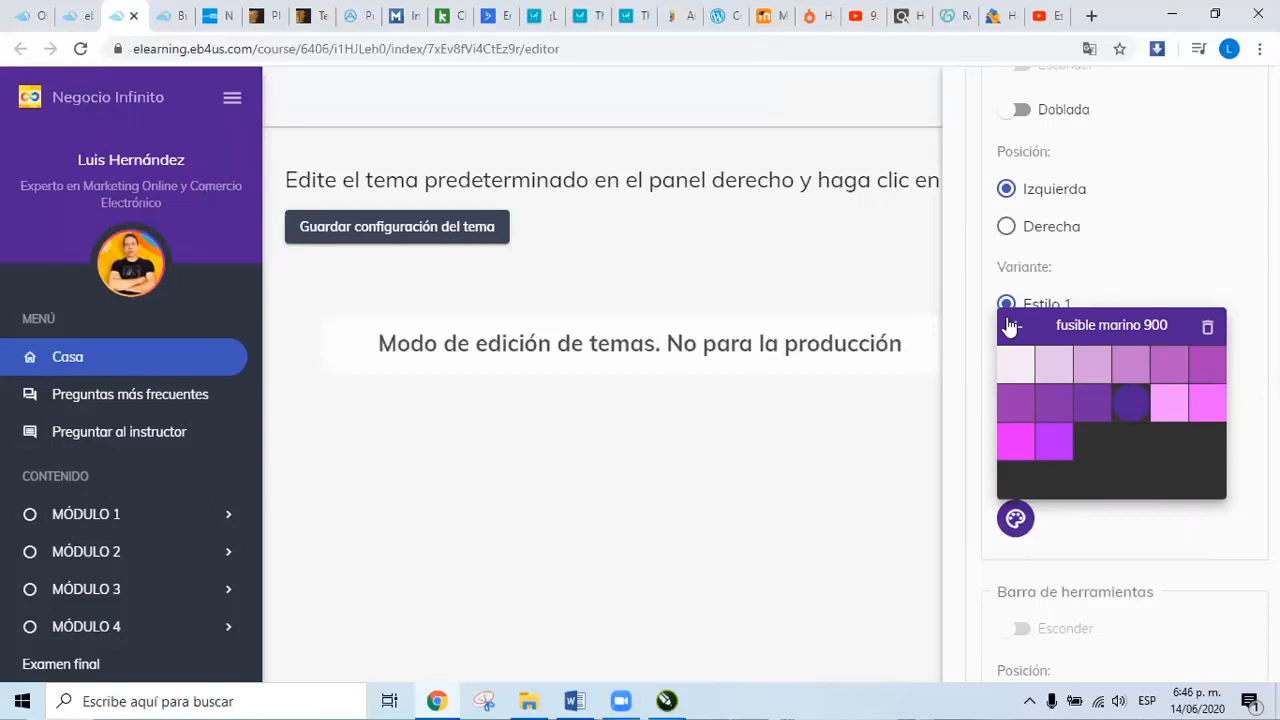 elearning.eb4us.com/course/6406/i1HJLeh0/index/7xEv8fVi4CtEz9r/editor
L
Negocio Infinito
Luis Hernández
Experto en Marketing Online y Comercio
Electrónico
MENÚ
Casa
Preguntas más frecuentes
Preguntar al instructor
CONTENIDO
MÓDULO 1
MÓDULO 2
MÓDULO 3
MÓDULO 4
Examen final
Edite el tema predeterminado en el panel derecho y haga clic en
Guardar configuración del tema
Modo de edición de temas. No para la producción
Esconder
Doblada
Posición:
Izquierda
Derecha
Variante:
Estilo 1
fusible marino 900
Barra de herramientas
Esconder
Posición:
Escribe aquí para buscar
ESP
6:46 p. m.
14/06/2020